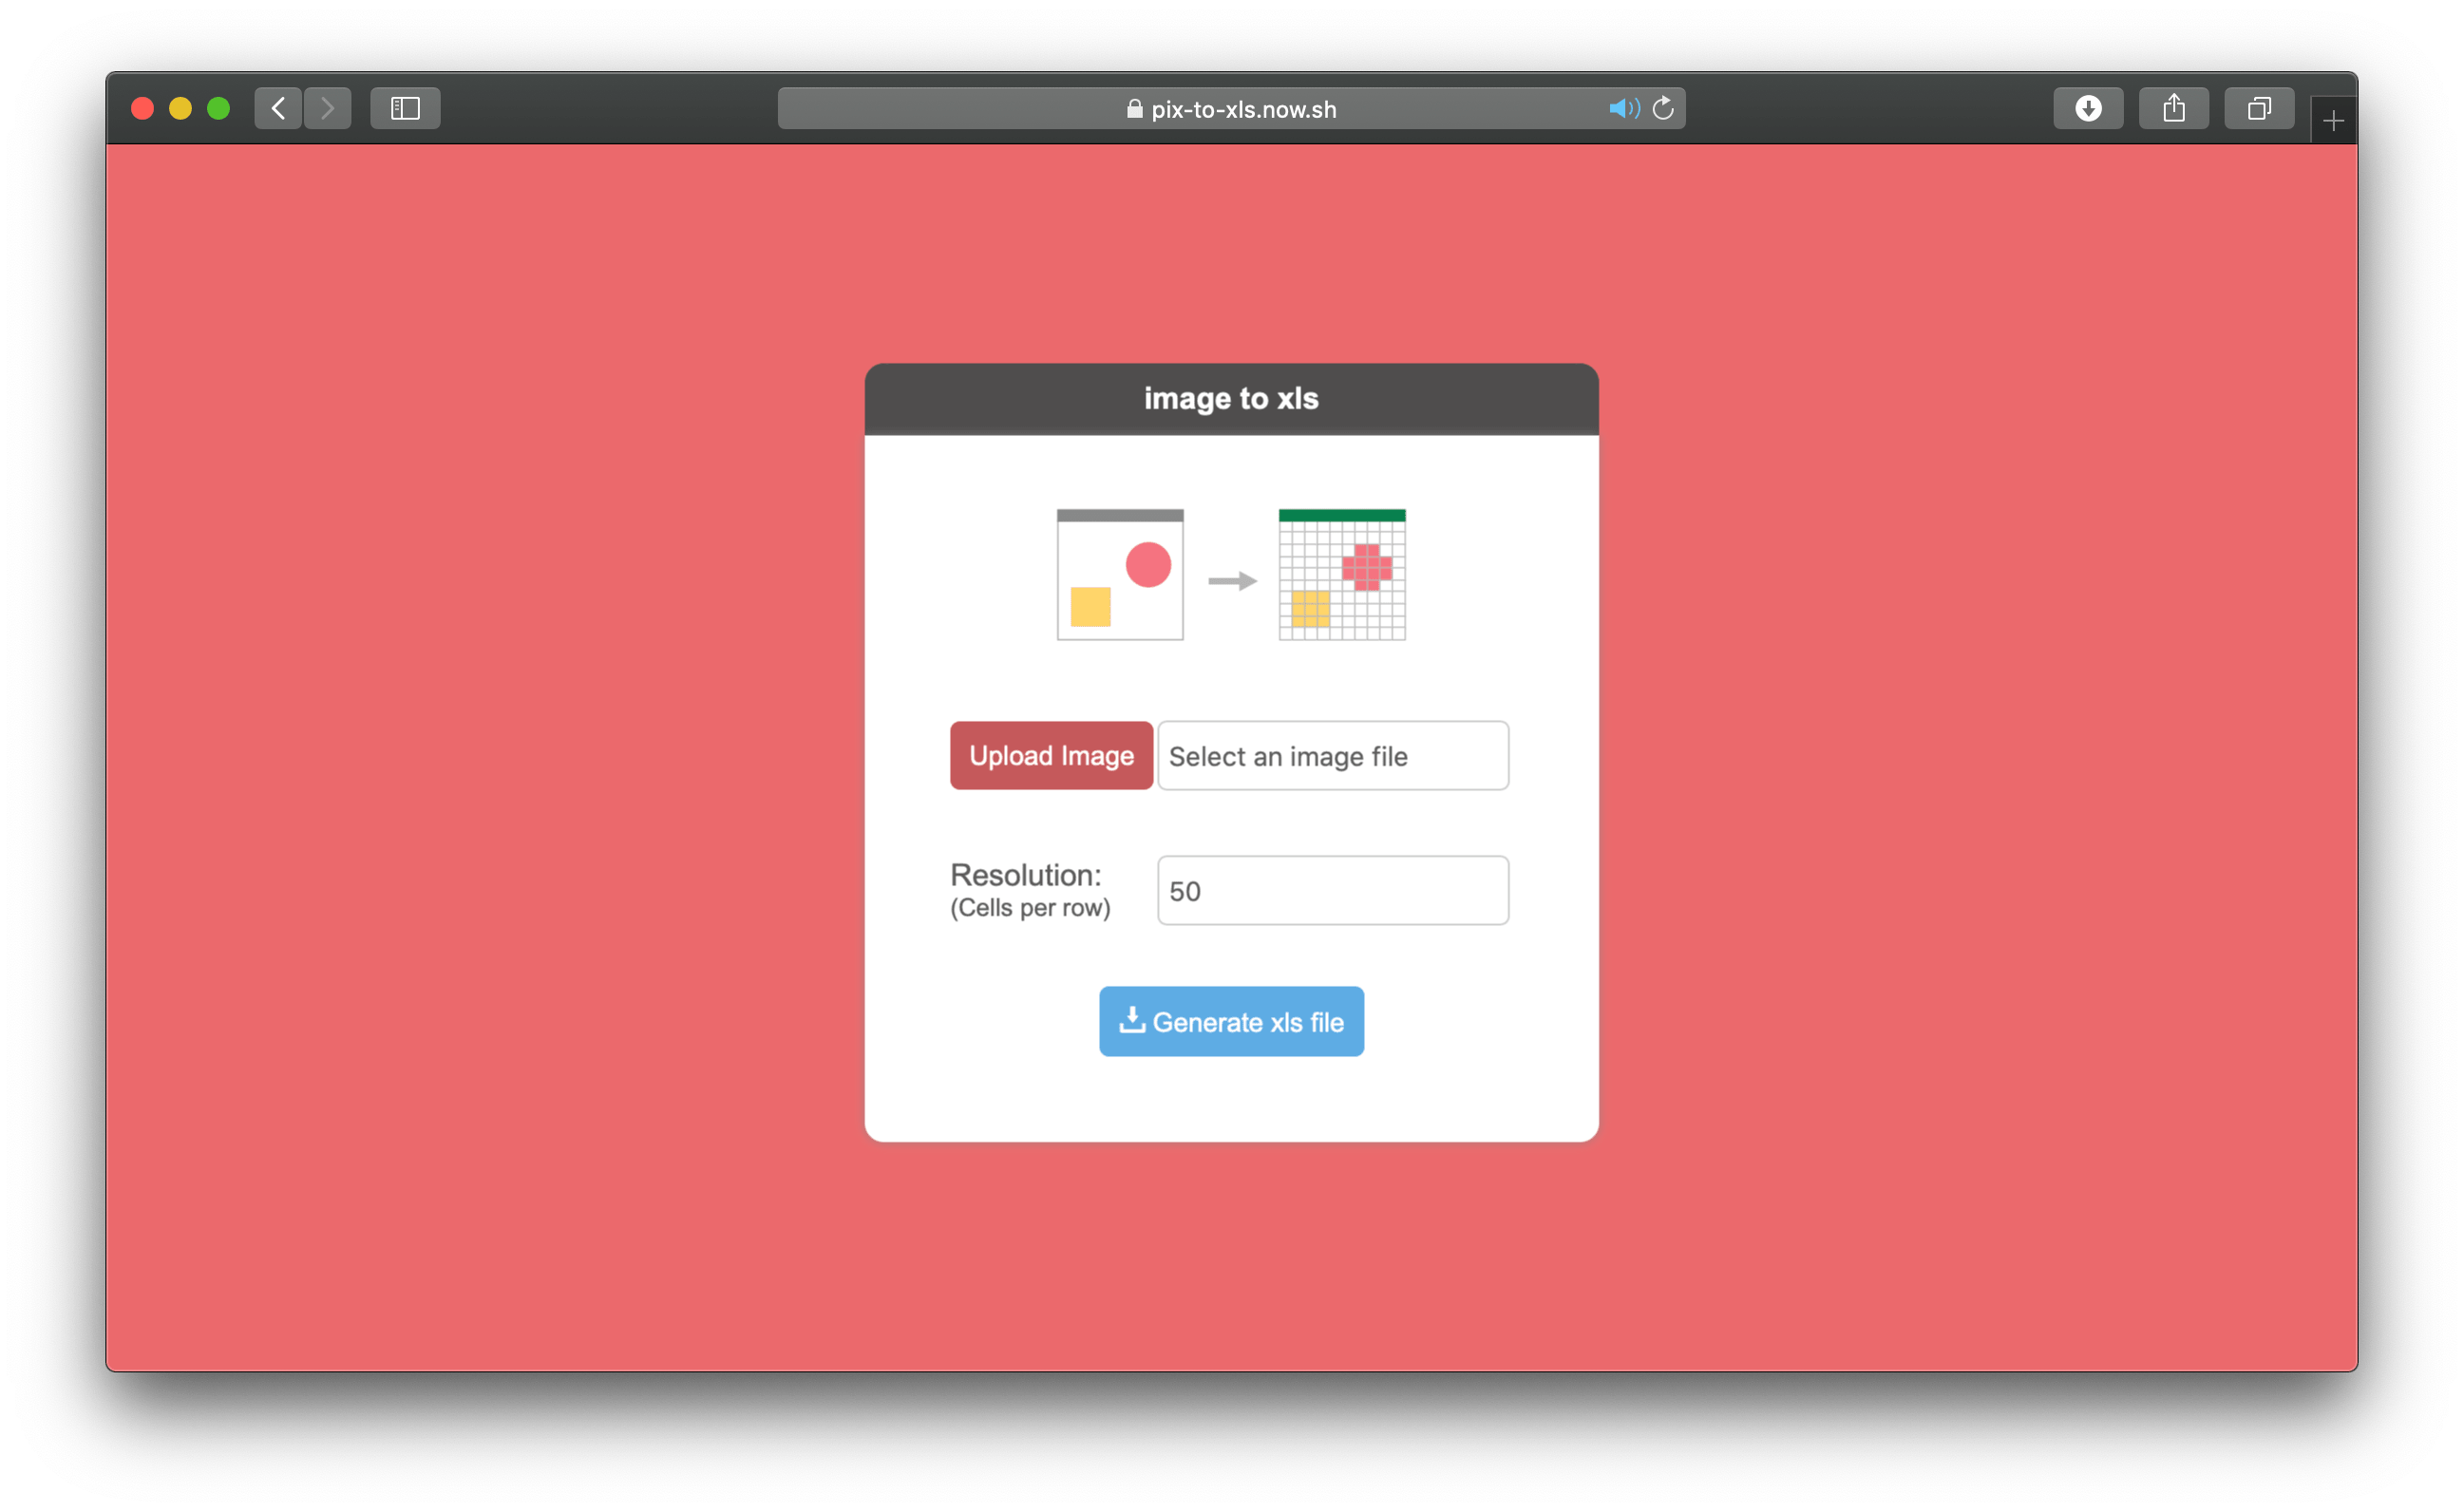 pix-to-xls.now.sh
image to xls
Upload Image
Select an image file
Resolution:
(Cells per row)
50
Generate xls file